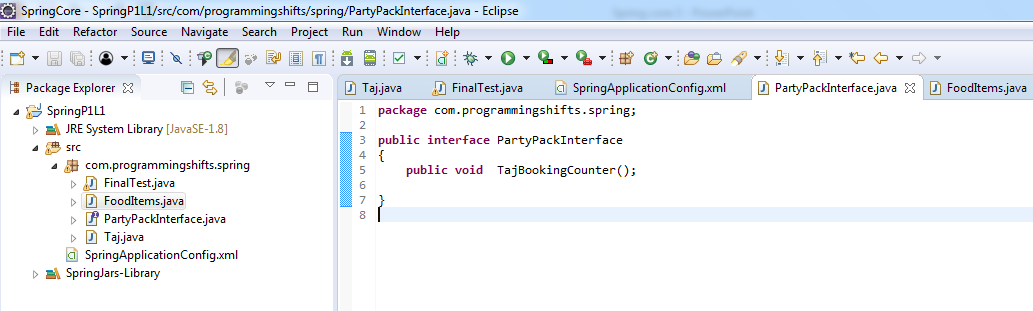 SpringCore - SpringP1L1/src/com/programmingshifts/spring/PartyPackInterface.java - Eclipse
File Edit Refactor Source Navigate Search Project Run Window Help
Package Explorer
SpringP1L1
JRE System Library [JavaSE-1.8]
src
com.programmingshifts.spring
FinalTest.java
FoodItems.java
PartyPackInterface.java
Taj.java
SpringApplicationConfig.xml
SpringJars-Library
Taj.java FinalTest.java SpringApplicationConfig.xml PartyPackInterface.java FoodItems.java
1 package com.programmingshifts.spring;
2
3 public interface PartyPackInterface
4 {
5 public void TajBookingCounter();
6
7 }
8